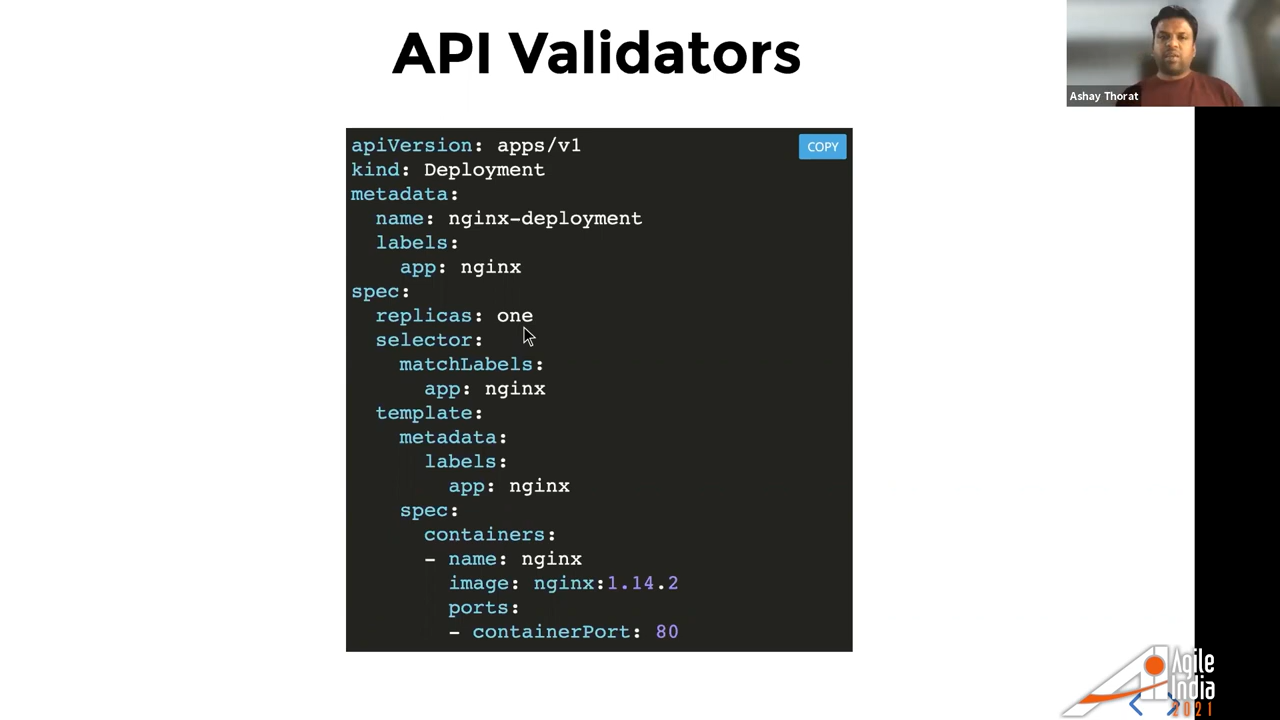 API Validators
Ashay Thorat
apiVersion: apps/v1
COPY
kind: Deployment
metadata:
  name: nginx-deployment
  labels:
    app: nginx
spec:
  replicas: one
  selector:
    matchLabels:
      app: nginx
  template:
    metadata:
      labels:
        app: nginx
    spec:
      containers:
      - name: nginx
        image: nginx:1.14.2
        ports:
        - containerPort: 80
Agile
India
2021